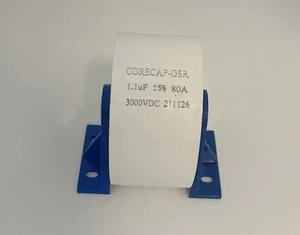 CORECAP-GSR
1.1uF ±5% 80A
3000VDC 211126